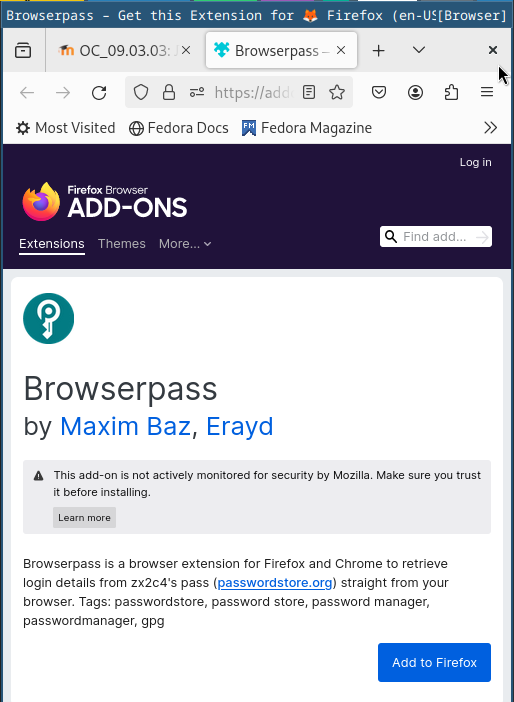 Browserpass – Get this Extension for 🦊 Firefox (en-US[Browser]
OC_09.03.03:
Browserpass –
https://add
Most Visited
Fedora Docs
FM
Fedora Magazine
Log in
Firefox Browser
ADD-ONS
Extensions
Themes
More...
Find add...
Browserpass
by Maxim Baz, Erayd
This add-on is not actively monitored for security by Mozilla. Make sure you trust
it before installing.
Learn more
Browserpass is a browser extension for Firefox and Chrome to retrieve
login details from zx2c4's pass (passwordstore.org) straight from your
browser. Tags: passwordstore, password store, password manager,
passwordmanager, gpg
Add to Firefox